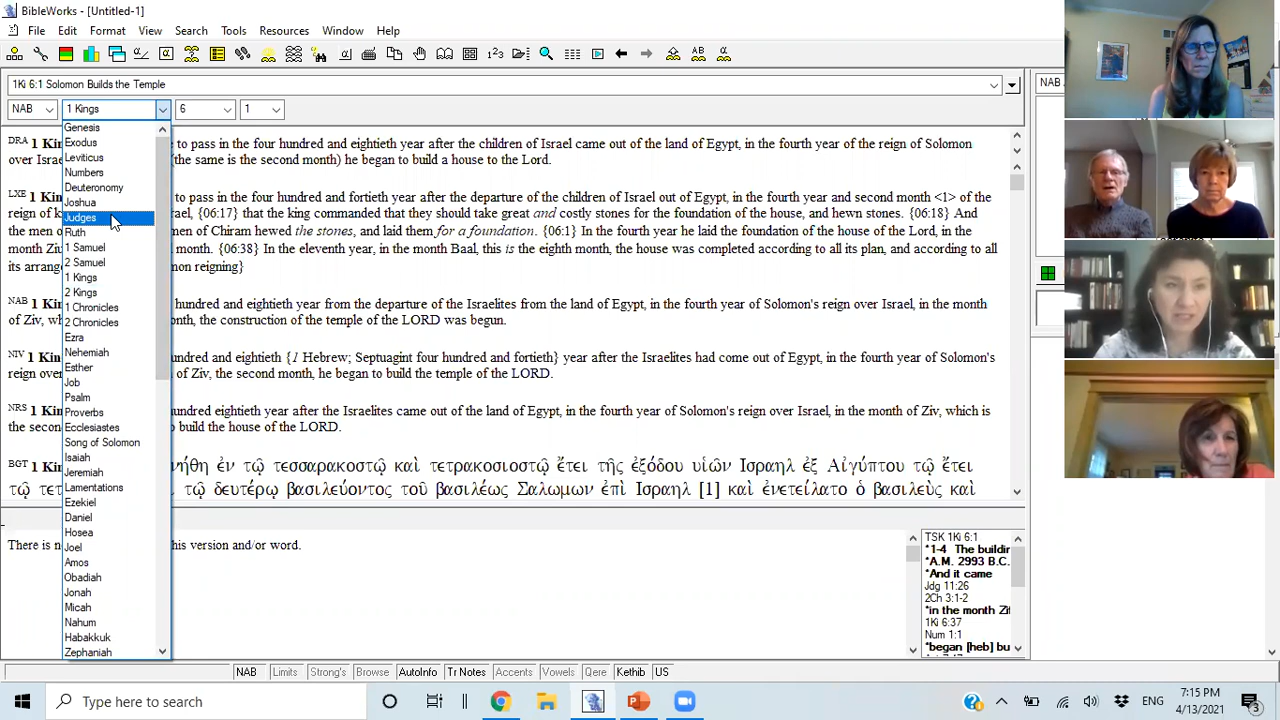 BibleWorks - [Untitled-1]
File Edit Format View Search Tools Resources Window Help
1Ki 6:1 Solomon Builds the Temple
NAB 1 Kings 6 1
NAB
Genesis
Exodus
Leviticus
Numbers
Deuteronomy
Joshua
Judges
Ruth
1 Samuel
2 Samuel
1 Kings
2 Kings
1 Chronicles
2 Chronicles
Ezra
Nehemiah
Esther
Job
Psalm
Proverbs
Ecclesiastes
Song of Solomon
Isaiah
Jeremiah
Lamentations
Ezekiel
Daniel
Hosea
Joel
Amos
Obadiah
Jonah
Micah
Nahum
Habakkuk
Zephaniah
DRA 1 Kin to pass in the four hundred and eightieth year after the children of Israel came out of the land of Egypt, in the fourth year of the reign of Solomon
over Israe (the same is the second month) he began to build a house to the Lord.
LXE 1 Kin to pass in the four hundred and fortieth year after the departure of the children of Israel out of Egypt, in the fourth year and second month <1> of the
reign of k rael, {06:17} that the king commanded that they should take great and costly stones for the foundation of the house, and hewn stones. {06:18} And
the men o men of Chiram hewed the stones, and laid them for a foundation. {06:1} In the fourth year he laid the foundation of the house of the Lord, in the
month Ziu month. {06:38} In the eleventh year, in the month Baal, this is the eighth month, the house was completed according to all its plan, and according to all
its arrang omon reigning}
NAB 1 Kin hundred and eightieth year from the departure of the Israelites from the land of Egypt, in the fourth year of Solomon's reign over Israel, in the month
of Ziv, wh onth, the construction of the temple of the LORD was begun.
NIV 1 Kin hundred and eightieth {1 Hebrew; Septuagint four hundred and fortieth} year after the Israelites had come out of Egypt, in the fourth year of Solomon's
reign over of Ziv, the second month, he began to build the temple of the LORD.
NRS 1 Kin hundred eightieth year after the Israelites came out of the land of Egypt, in the fourth year of Solomon's reign over Israel, in the month of Ziv, which is
the secon to build the house of the LORD.
BGT 1 Kin νήθη ἐν τῷ τεσσαρακοστῷ καὶ τετρακοσιοστῷ ἔτει τῆς ἐξόδου υἱῶν Ισραηλ ἐξ Αἰγύπτου τῷ ἔτει
τῷ τετ τῷ δευτέρῳ βασιλεύοντος τοῦ βασιλέως Σαλωμων ἐπὶ Ισραηλ [1] καὶ ἐνετείλατο ὁ βασιλεὺς καὶ
There is n his version and/or word.
TSK 1Ki 6:1
*1-4 The buildin
*A.M. 2993 B.C.
*And it came
Jdg 11:26
2Ch 3:1-2
*in the month Zif
1Ki 6:37
Num 1:1
*began [heb] bu
NAB Limits Strong's Browse AutoInfo Tr Notes Accents Vowels Qere Kethib US
Type here to search
ENG
7:15 PM
4/13/2021
3